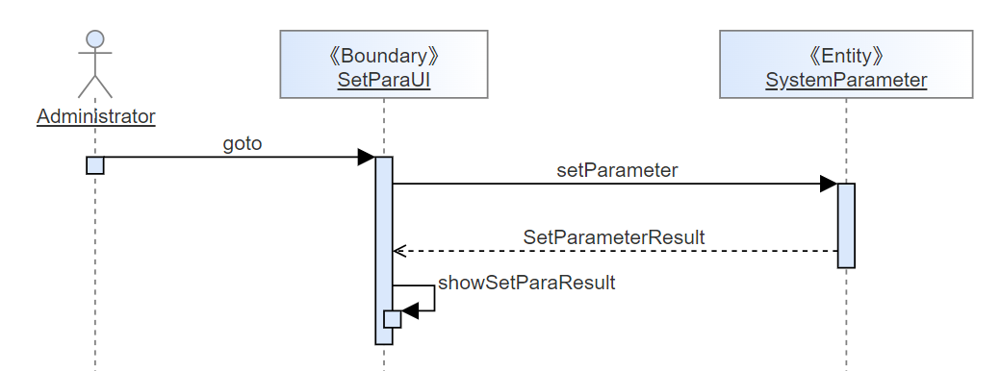 Administrator
《Boundary》
SetParaUI
《Entity》
SystemParameter
goto
setParameter
SetParameterResult
showSetParaResult